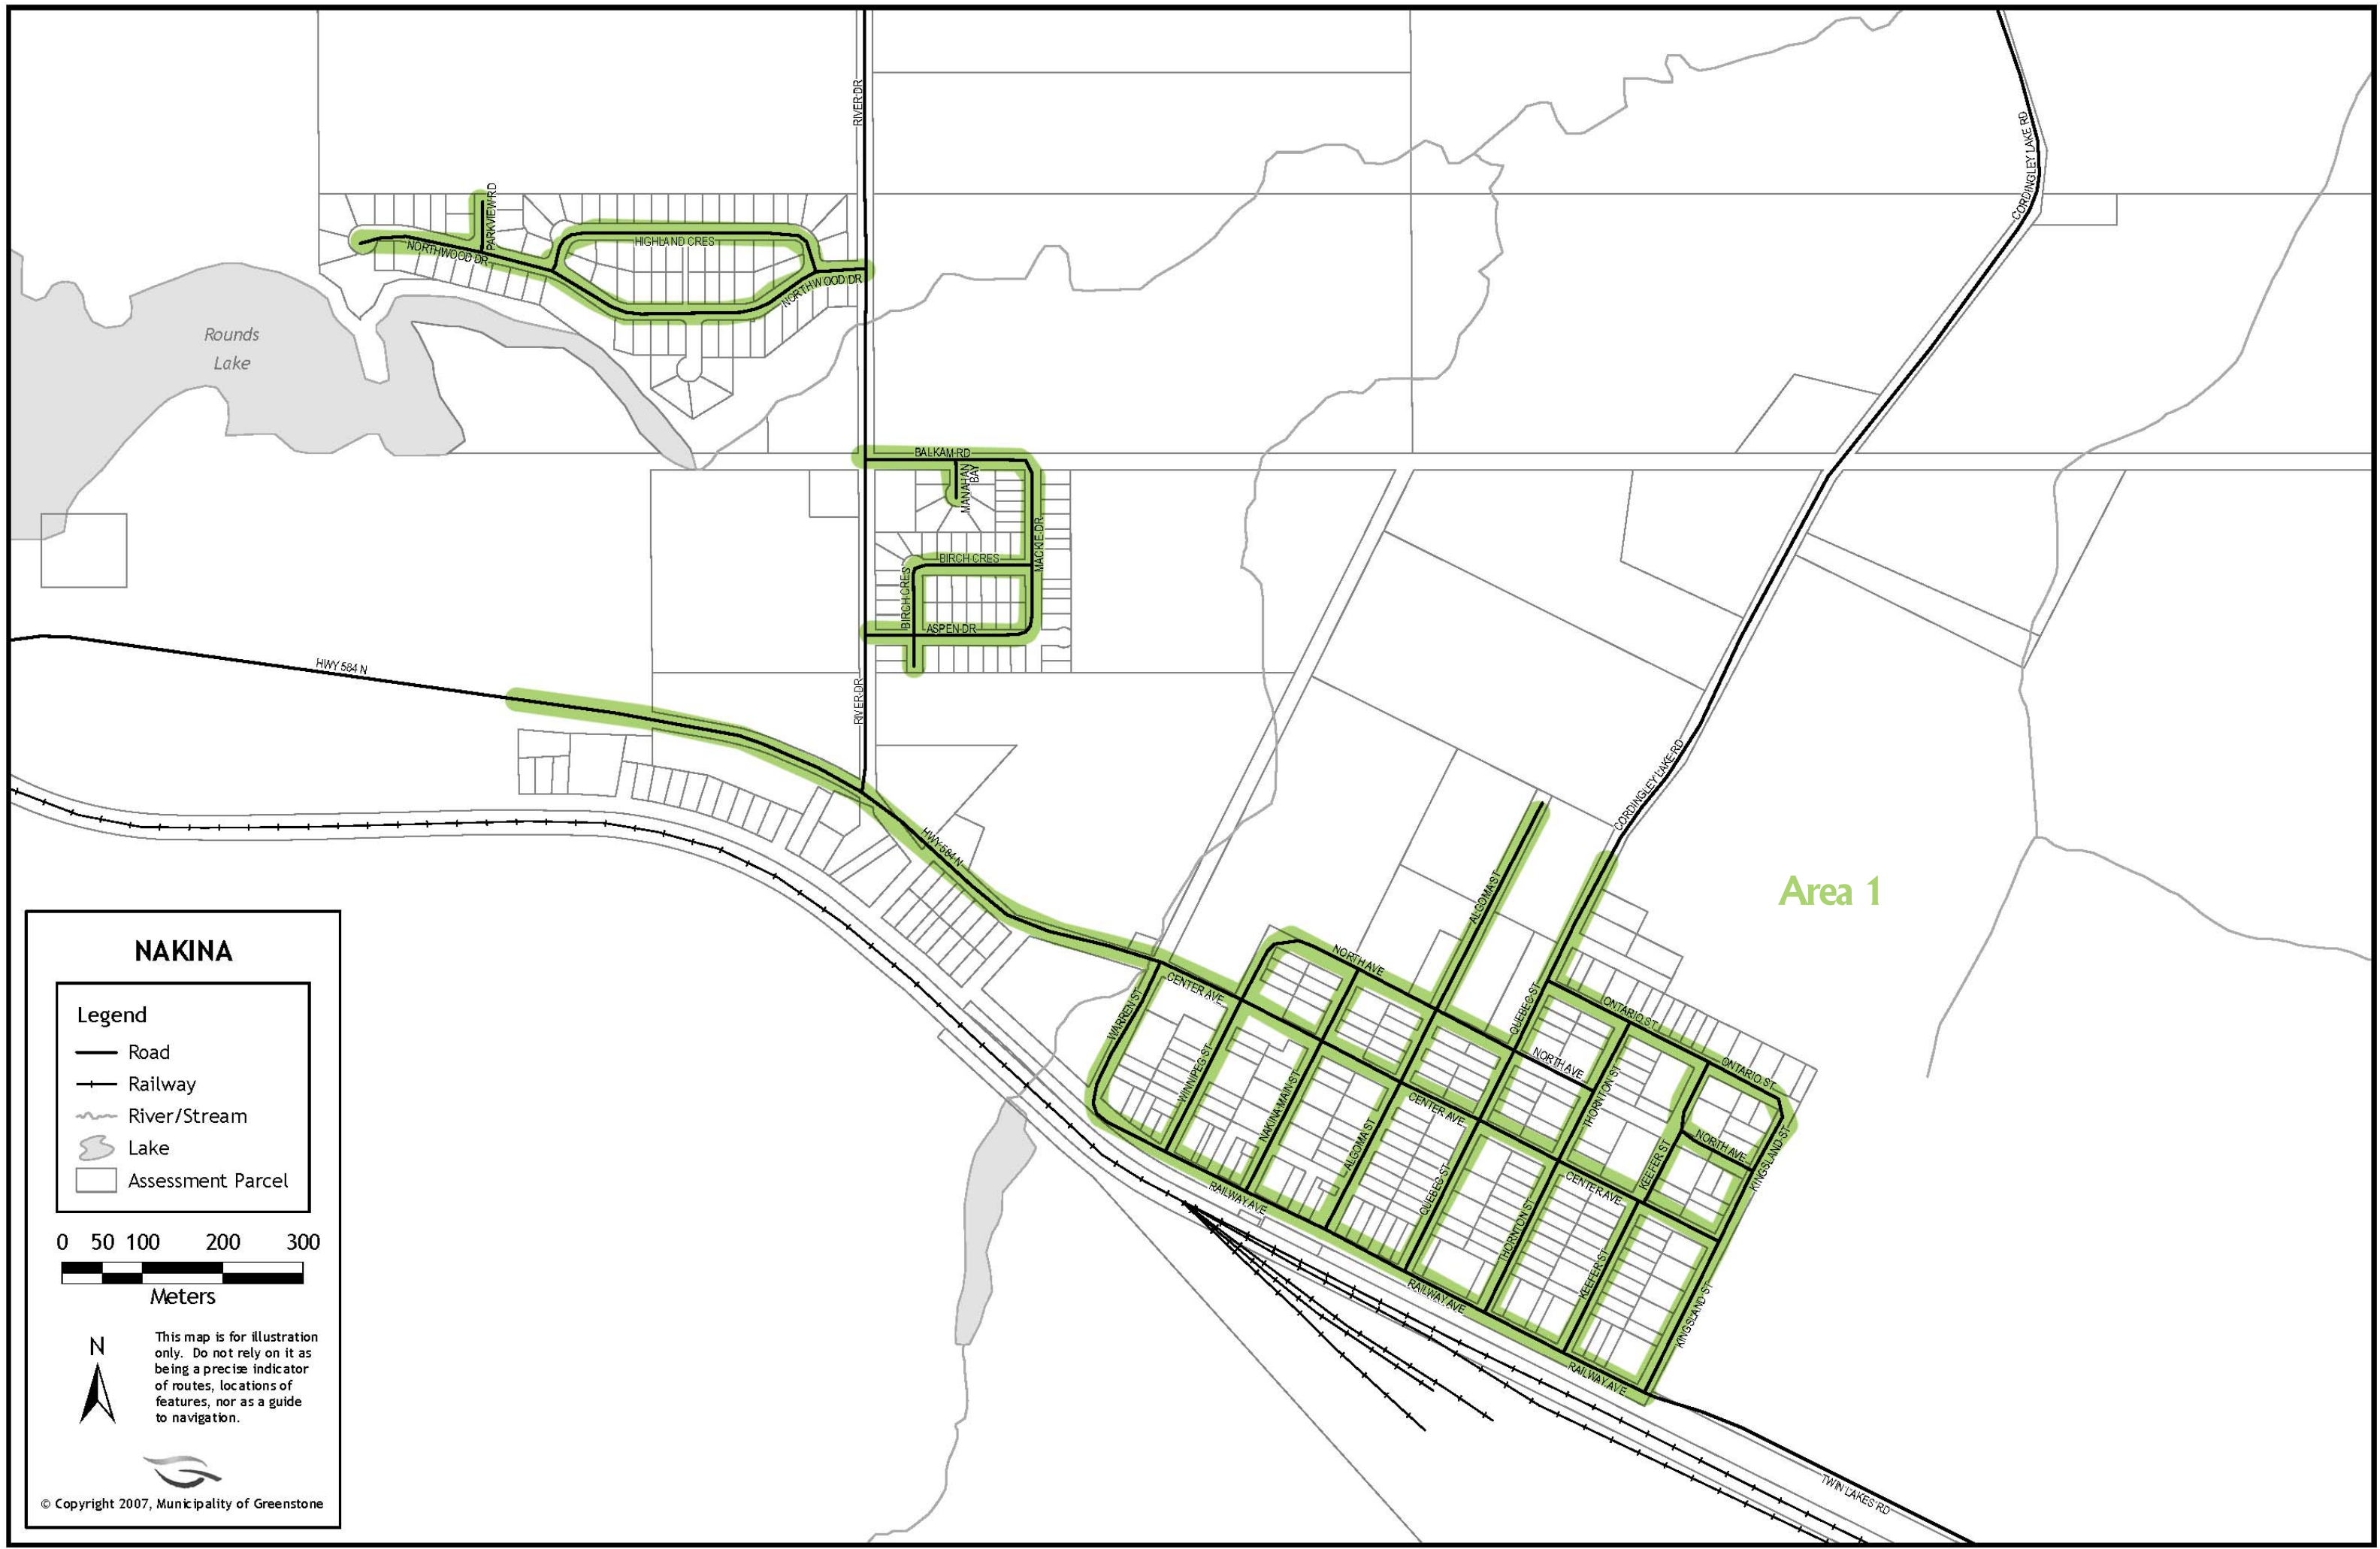 RIVER DR
CORDINGLEY LAKE RD
PARKVIEW RD
HIGHLAND CRES
NORTHWOOD DR
NORTHWOOD DR
Rounds
Lake
BALKAM RD
MANAHAN
BAY
MACKIE DR
BIRCH CRES
BIRCH CRES
ASPEN DR
HWY 584 N
RIVER DR
CORDINGLEY LAKE RD
HWY 584 N
ALGOMA ST
Area 1
NORTH AVE
CENTER AVE
WARREN ST
QUEBEC ST
ONTARIO ST
NORTH AVE
ONTARIO ST
WINNIPEG ST
NAKINA MAIN ST
THORNTON ST
CENTER AVE
ALGOMA ST
KEEFER ST
NORTH AVE
KINGSLAND ST
RAILWAY AVE
QUEBEC ST
CENTER AVE
THORNTON ST
KEEFER ST
RAILWAY AVE
KINGSLAND ST
RAILWAY AVE
TWIN LAKES RD
NAKINA
Legend
Road
Railway
River/Stream
Lake
Assessment Parcel
0 50 100 200 300
Meters
N
This map is for illustration
only. Do not rely on it as
being a precise indicator
of routes, locations of
features, nor as a guide
to navigation.
© Copyright 2007, Municipality of Greenstone